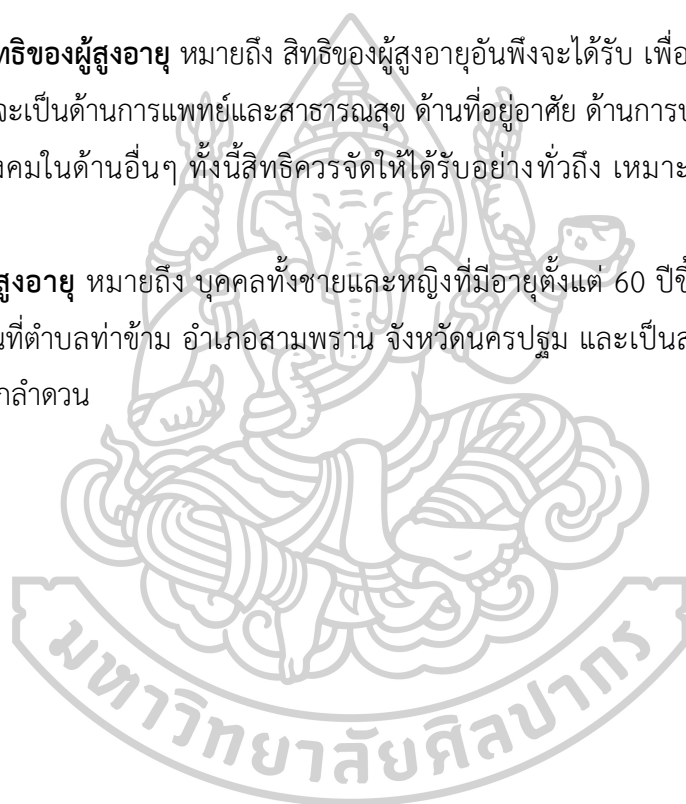 ทธิของผู้สูงอายุ หมายถึง สิทธิของผู้สูงอายุอันพึงจะได้รับ เพื่อ
จะเป็นด้านการแพทย์และสาธารณสุข ด้านที่อยู่อาศัย ด้านการ
งคมในด้านอื่นๆ ทั้งนี้สิทธิควรจัดให้ได้รับอย่างทั่วถึง เหมาะ
สูงอายุ หมายถึง บุคคลทั้งชายและหญิงที่มีอายุตั้งแต่ 60 ปี
นที่ตำบลท่าข้าม อำเภอสามพราน จังหวัดนครปฐม และเป็น
กลำดวน
มหาวิทยาลัยศิลปากร